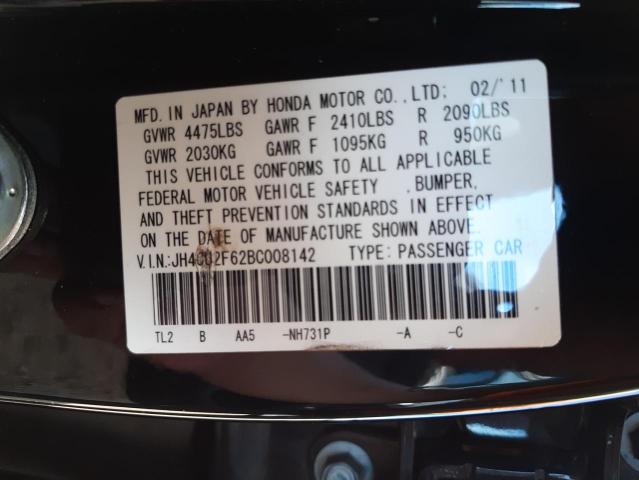 MFD. IN JAPAN BY HONDA MOTOR CO.,LTD: 02/'11
GVWR 4475LBS GAWR F 2410LBS R 2090LBS
GVWR 2030KG GAWR F 1095KG R 950KG
THIS VEHICLE CONFORMS TO ALL APPLICABLE
FEDERAL MOTOR VEHICLE SAFETY ,BUMPER,
AND THEFT PREVENTION STANDARDS IN EFFECT
ON THE DATE OF MANUFACTURE SHOWN ABOVE.
V.I.N.:JH4CU2F62BC008142 TYPE: PASSENGER CAR
TL2 B AA5 -NH731P -A -C